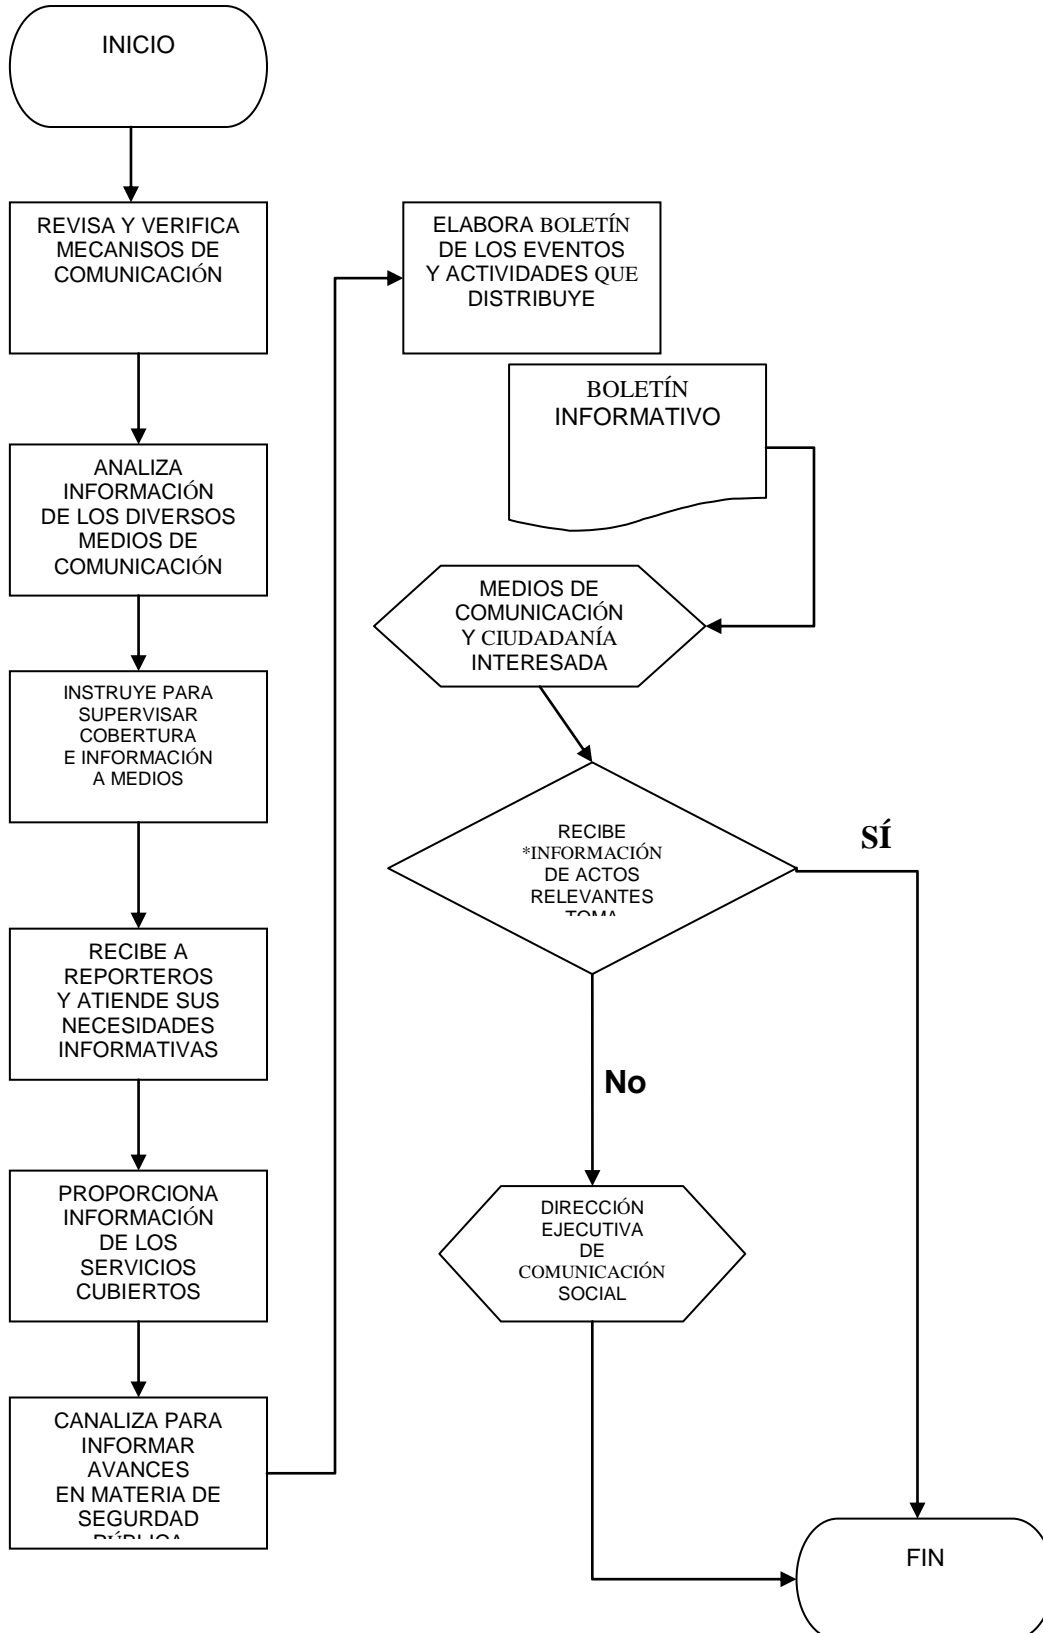 INICIO
REVISA Y VERIFICA
MECANISOS DE
COMUNICACIÓN
ANALIZA
INFORMACIÓN
DE LOS DIVERSOS
MEDIOS DE
COMUNICACIÓN
INSTRUYE PARA
SUPERVISAR
COBERTURA
E INFORMACIÓN
A MEDIOS
RECIBE A
REPORTEROS
Y ATIENDE SUS
NECESIDADES
INFORMATIVAS
PROPORCIONA
INFORMACIÓN
DE LOS
SERVICIOS
CUBIERTOS
CANALIZA PARA
INFORMAR
AVANCES
EN MATERIA DE
SEGURDAD
PÚBLICA
ELABORA BOLETÍN
DE LOS EVENTOS
Y ACTIVIDADES QUE
DISTRIBUYE
BOLETÍN
INFORMATIVO
MEDIOS DE
COMUNICACIÓN
Y CIUDADANÍA
INTERESADA
RECIBE
*INFORMACIÓN
DE ACTOS
RELEVANTES
TOMA
SÍ
No
DIRECCIÓN
EJECUTIVA
DE
COMUNICACIÓN
SOCIAL
FIN